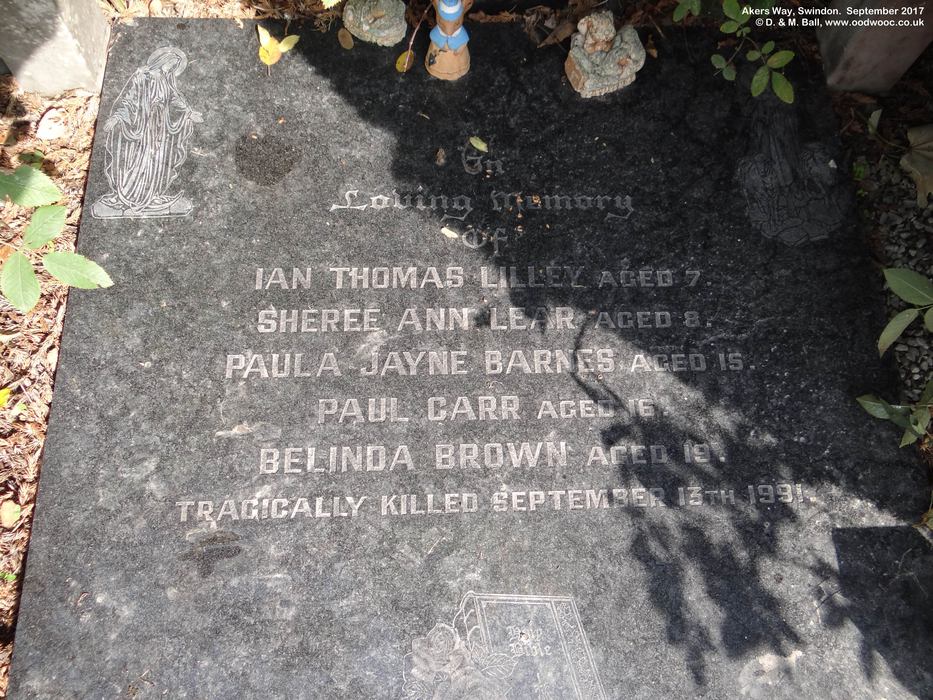 Akers Way, Swindon. September 2017
© D. & M. Ball, www.oodwooc.co.uk
In
Loving Memory
Of
IAN THOMAS LILLEY AGED 7.
SHEREE ANN LEAR AGED 8.
PAULA JAYNE BARNES AGED 15.
PAUL CARR AGED 16.
BELINDA BROWN AGED 19.
TRAGICALLY KILLED SEPTEMBER 13TH 1991.
Holy
Bible